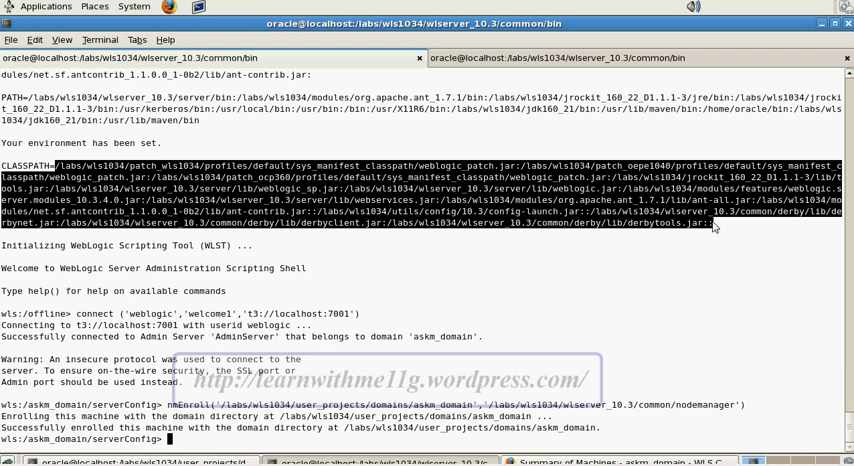 Applications Places System
oracle@localhost:/labs/wls1034/wlserver_10.3/common/bin
File Edit View Terminal Tabs Help
oracle@localhost:/labs/wls1034/wlserver_10.3/common/bin oracle@localhost:/labs/wls1034/wlserver_10.3/common/bin
dules/net.sf.antcontrib_1.1.0.0_1-0b2/lib/ant-contrib.jar:
PATH=/labs/wls1034/wlserver_10.3/server/bin:/labs/wls1034/modules/org.apache.ant_1.7.1/bin:/labs/wls1034/jrockit_160_22_D1.1.1-3/jre/bin:/labs/wls1034/jrocki
t_160_22_D1.1.1-3/bin:/usr/kerberos/bin:/usr/local/bin:/usr/bin:/bin:/usr/X11R6/bin:/labs/wls1034/jdk160_21/bin:/usr/lib/maven/bin:/home/oracle/bin:/labs/wls
1034/jdk160_21/bin:/usr/lib/maven/bin
Your environment has been set.
CLASSPATH=/labs/wls1034/patch_wls1034/profiles/default/sys_manifest_classpath/weblogic_patch.jar:/labs/wls1034/patch_oepe1040/profiles/default/sys_manifest_c
lasspath/weblogic_patch.jar:/labs/wls1034/patch_ocp360/profiles/default/sys_manifest_classpath/weblogic_patch.jar:/labs/wls1034/jrockit_160_22_D1.1.1-3/lib/t
ools.jar:/labs/wls1034/wlserver_10.3/server/lib/weblogic_sp.jar:/labs/wls1034/wlserver_10.3/server/lib/weblogic.jar:/labs/wls1034/modules/features/weblogic.s
erver.modules_10.3.4.0.jar:/labs/wls1034/wlserver_10.3/server/lib/webservices.jar:/labs/wls1034/modules/org.apache.ant_1.7.1/lib/ant-all.jar:/labs/wls1034/mo
dules/net.sf.antcontrib_1.1.0.0_1-0b2/lib/ant-contrib.jar::/labs/wls1034/utils/config/10.3/config-launch.jar::/labs/wls1034/wlserver_10.3/common/derby/lib/de
rbynet.jar:/labs/wls1034/wlserver_10.3/common/derby/lib/derbyclient.jar:/labs/wls1034/wlserver_10.3/common/derby/lib/derbytools.jar::
Initializing WebLogic Scripting Tool (WLST) ...
Welcome to WebLogic Server Administration Scripting Shell
Type help() for help on available commands
wls:/offline> connect ('weblogic','welcome1','t3://localhost:7001')
Connecting to t3://localhost:7001 with userid weblogic ...
Successfully connected to Admin Server 'AdminServer' that belongs to domain 'askm_domain'.
Warning: An insecure protocol was used to connect to the
server. To ensure on-the-wire security, the SSL port or
Admin port should be used instead.
http://learnwithme11g.wordpress.com/
wls:/askm_domain/serverConfig> nmEnroll('/labs/wls1034/user_projects/domains/askm_domain','/labs/wls1034/wlserver_10.3/common/nodemanager')
Enrolling this machine with the domain directory at /labs/wls1034/user_projects/domains/askm_domain ...
Successfully enrolled this machine with the domain directory at /labs/wls1034/user_projects/domains/askm_domain.
wls:/askm_domain/serverConfig>
oracle@localhost:/labs/wls1034/user_projects/d oracle@localhost:/labs/wls1034/wlserver_10.3/c Summary of Machines - askm_domain - WLS C